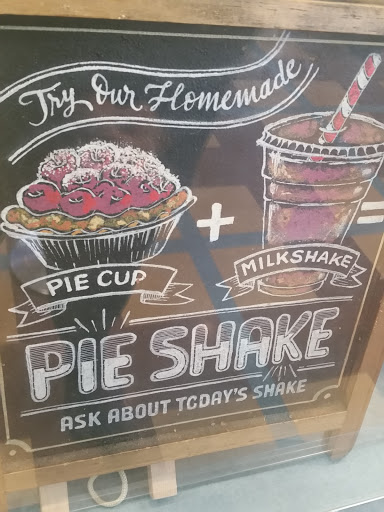 Try Our Homemade
+ =
PIE CUP
MILKSHAKE
PIE SHAKE
ASK ABOUT TODAY'S SHAKE